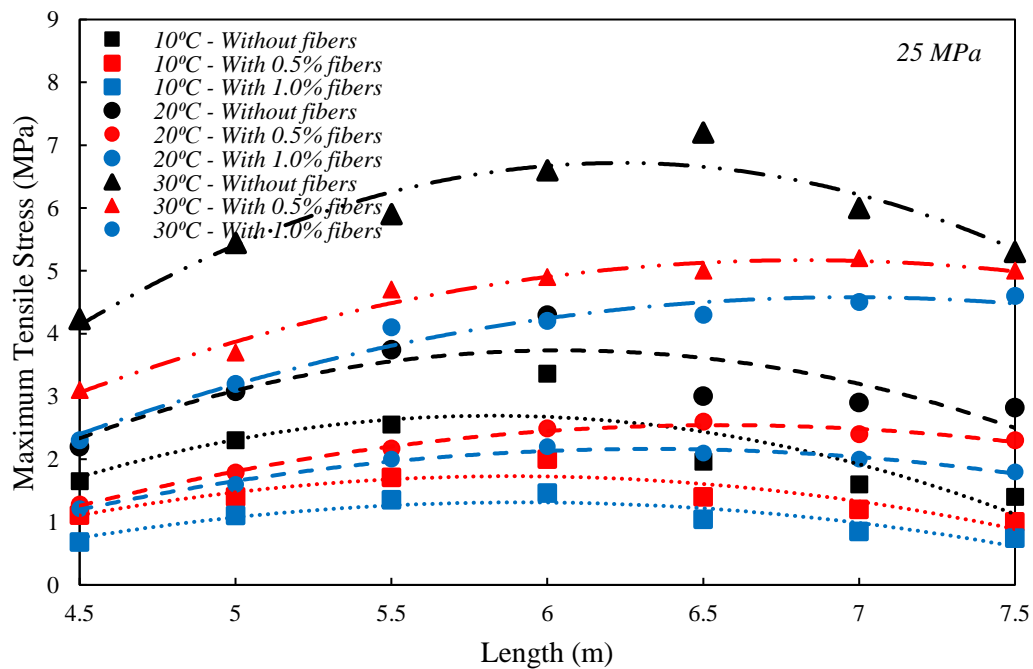 9
10ºC - Without fibers
25 MPa
10ºC - With 0.5% fibers
8
10ºC - With 1.0% fibers
20ºC - Without fibers
7
20ºC - With 0.5% fibers
20ºC - With 1.0% fibers
30ºC - Without fibers
6
30ºC - With 0.5% fibers
30ºC - With 1.0% fibers
5
4
3
2
1
0
Maximum Tensile Stress (MPa)
4.5 5 5.5 6 6.5 7 7.5
Length (m)